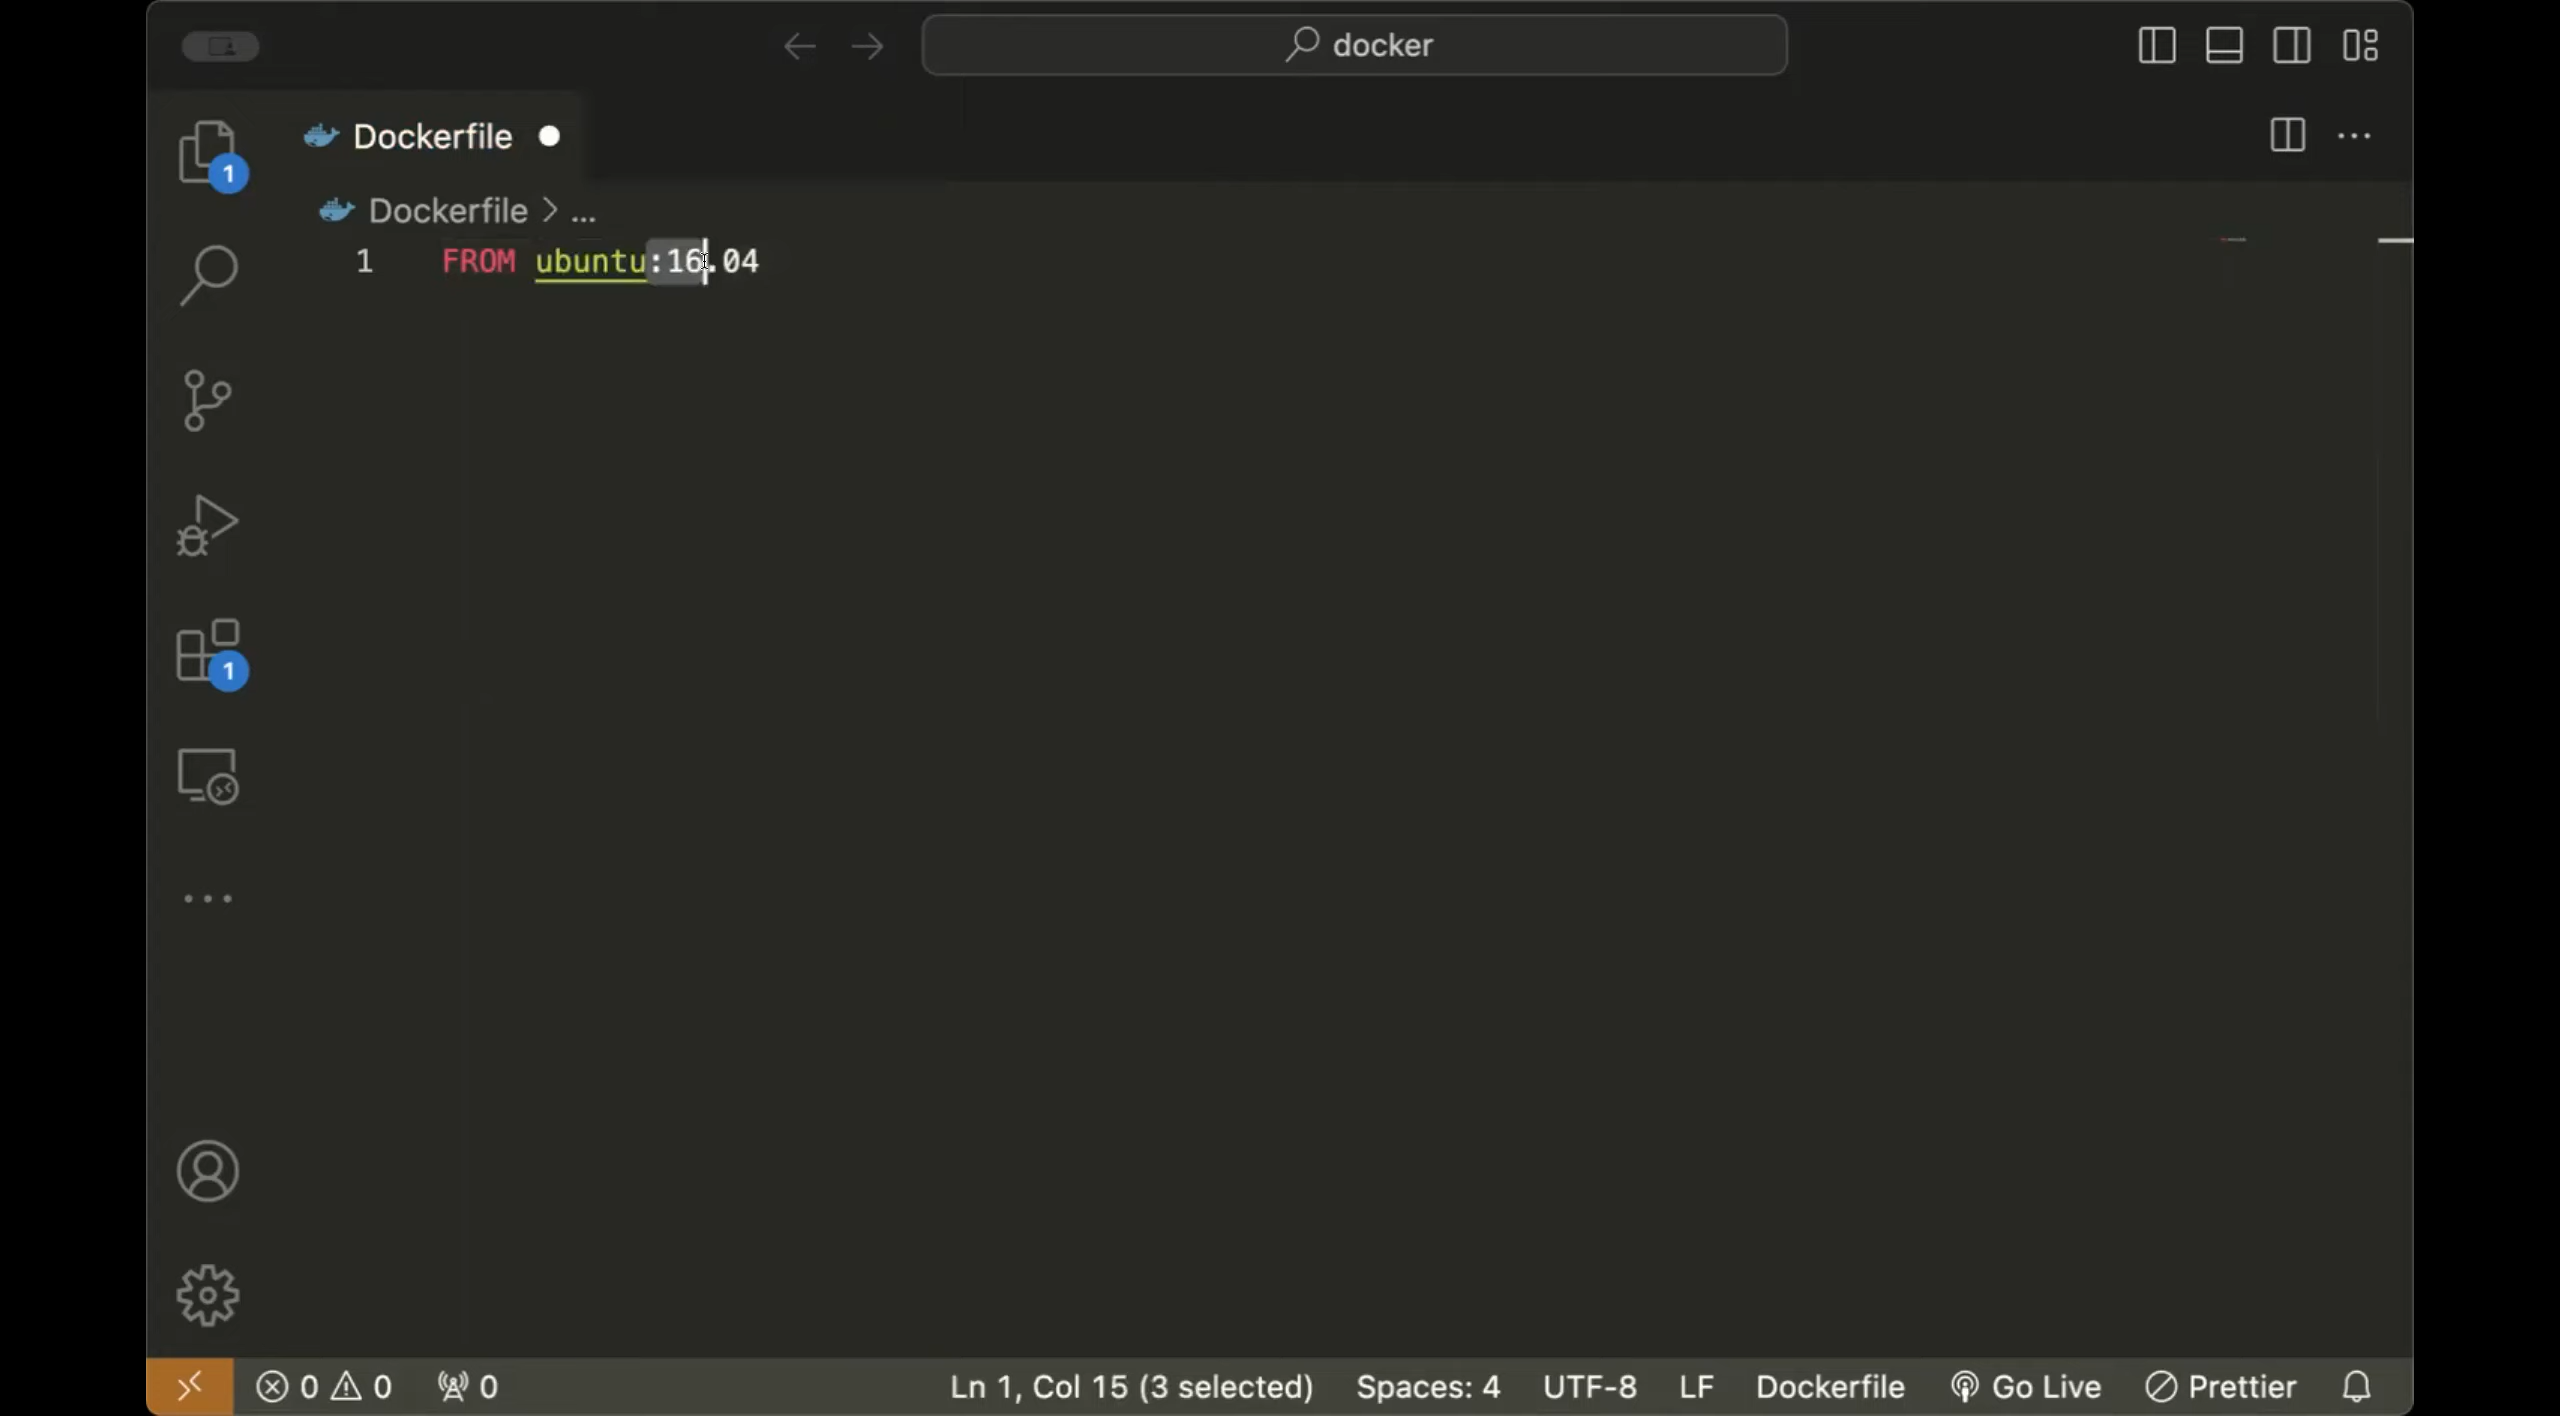 docker
Dockerfile
1
Dockerfile > ...
1 FROM ubuntu:16.04
1
0 0 0 Ln 1, Col 15 (3 selected) Spaces: 4 UTF-8 LF Dockerfile Go Live Prettier